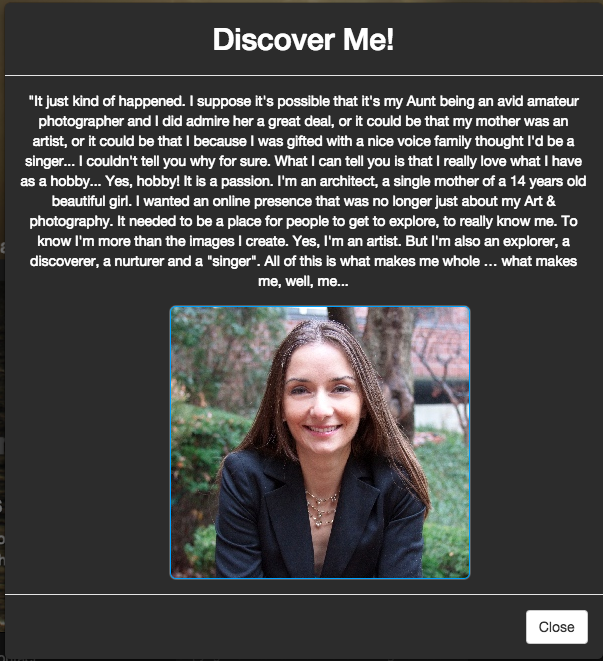 Discover Me!
"It just kind of happened. I suppose it's possible that it's my Aunt being an avid amateur
photographer and I did admire her a great deal, or it could be that my mother was an
artist, or it could be that I because I was gifted with a nice voice family thought I'd be a
singer... I couldn't tell you why for sure. What I can tell you is that I really love what I have
as a hobby... Yes, hobby! It is a passion. I'm an architect, a single mother of a 14 years old
beautiful girl. I wanted an online presence that was no longer just about my Art &
photography. It needed to be a place for people to get to explore, to really know me. To
know I'm more than the images I create. Yes, I'm an artist. But I'm also an explorer, a
discoverer, a nurturer and a "singer". All of this is what makes me whole … what makes
me, well, me...
Close